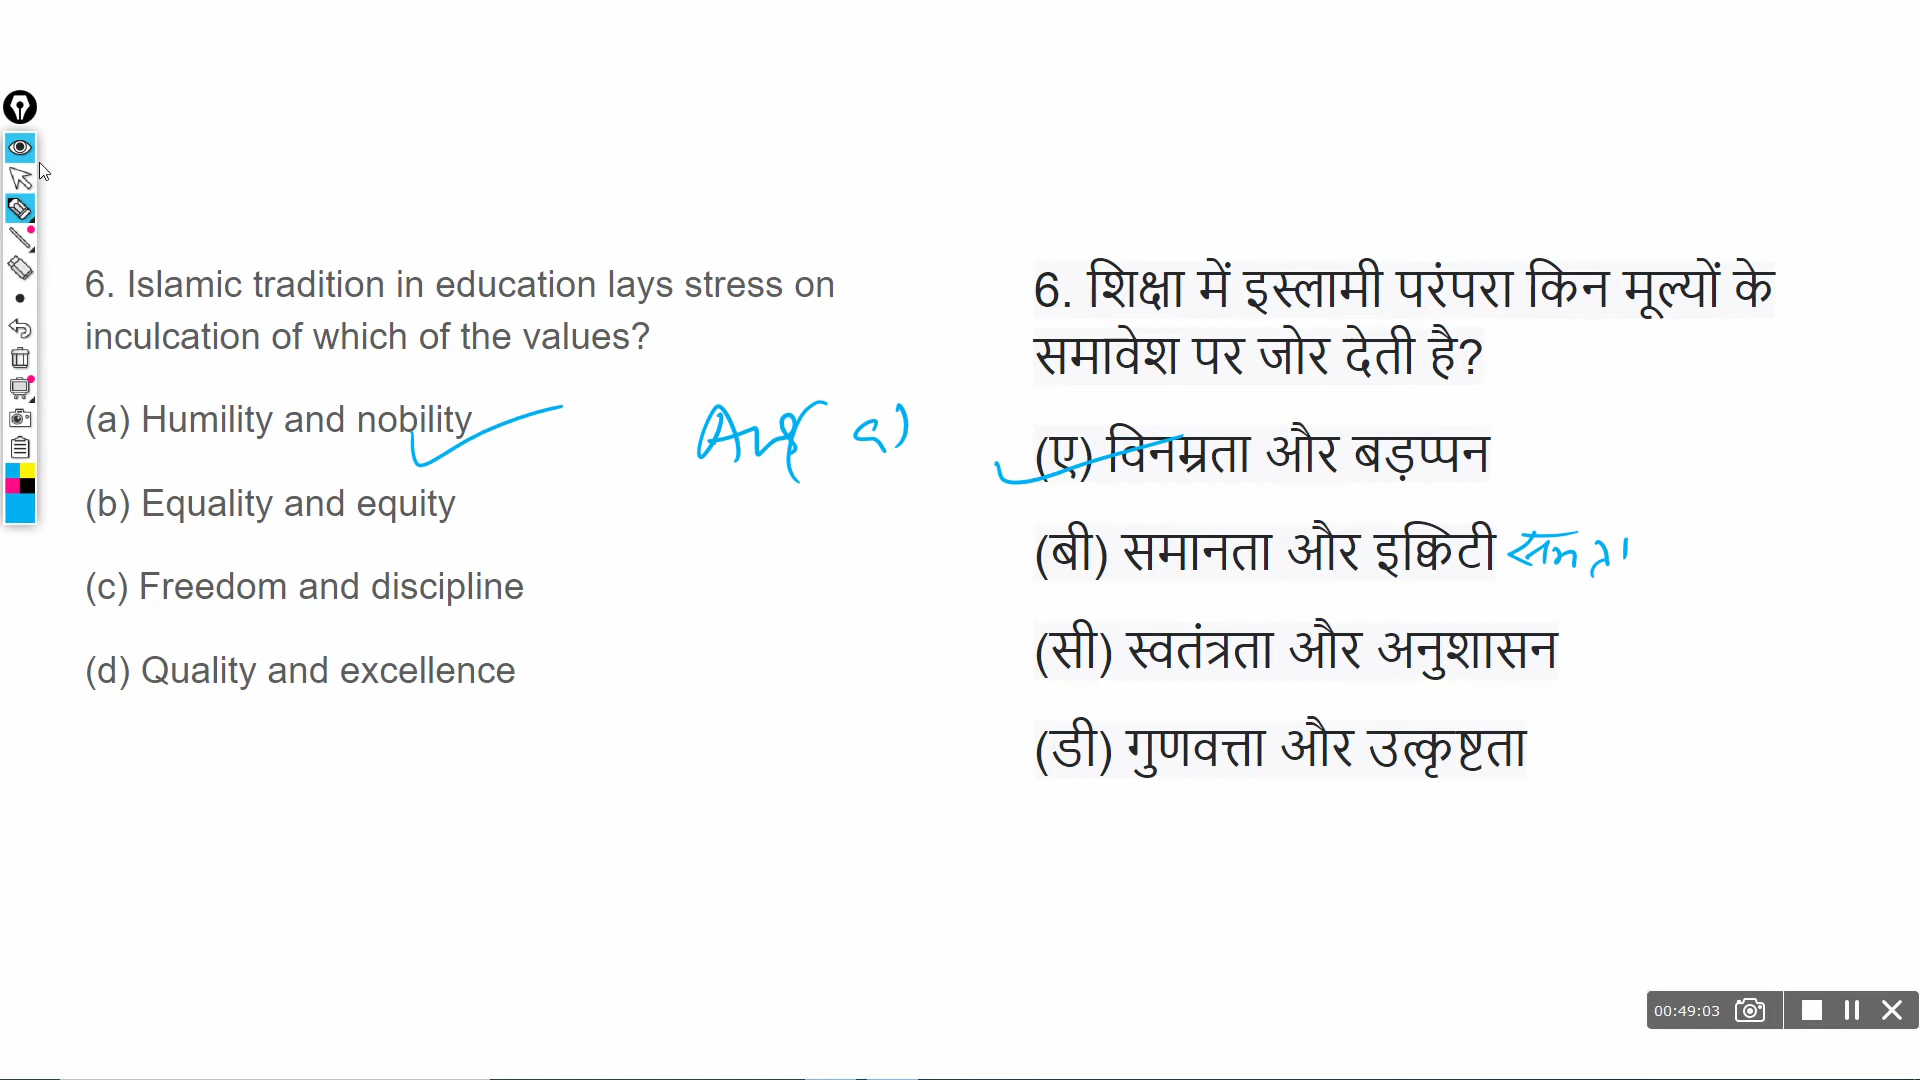 6. Islamic tradition in education lays stress on
inculcation of which of the values?
(a) Humility and nobility
(b) Equality and equity
(c) Freedom and discipline
(d) Quality and excellence
Ans a)
6. शिक्षा में इस्लामी परंपरा किन मूल्यों के
समावेश पर जोर देती है?
(ए) विनम्रता और बड़प्पन
(बी) समानता और इक्विटी
(सी) स्वतंत्रता और अनुशासन
(डी) गुणवत्ता और उत्कृष्टता
00:49:03